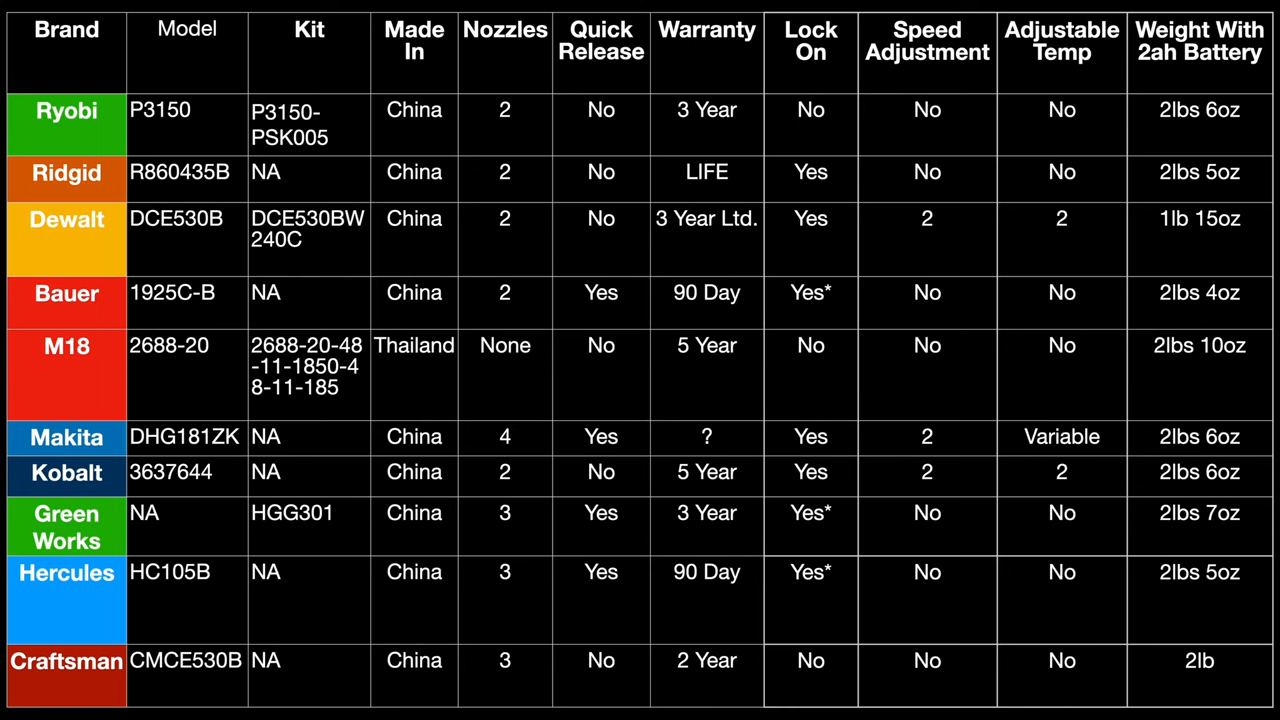 Brand Model Kit Made In Nozzles Quick Release Warranty Lock On Speed Adjustment Adjustable Temp Weight With 2ah Battery
Ryobi P3150 P3150-PSK005 China 2 No 3 Year No No No 2lbs 6oz
Ridgid R860435B NA China 2 No LIFE Yes No No 2lbs 5oz
Dewalt DCE530B DCE530BW240C China 2 No 3 Year Ltd. Yes 2 2 1lb 15oz
Bauer 1925C-B NA China 2 Yes 90 Day Yes* No No 2lbs 4oz
M18 2688-20 2688-20-48-11-1850-48-11-185 Thailand None No 5 Year No No No 2lbs 10oz
Makita DHG181ZK NA China 4 Yes ? Yes 2 Variable 2lbs 6oz
Kobalt 3637644 NA China 2 No 5 Year Yes 2 2 2lbs 6oz
Green Works NA HGG301 China 3 Yes 3 Year Yes* No No 2lbs 7oz
Hercules HC105B NA China 3 Yes 90 Day Yes* No No 2lbs 5oz
Craftsman CMCE530B NA China 3 No 2 Year No No No 2lb